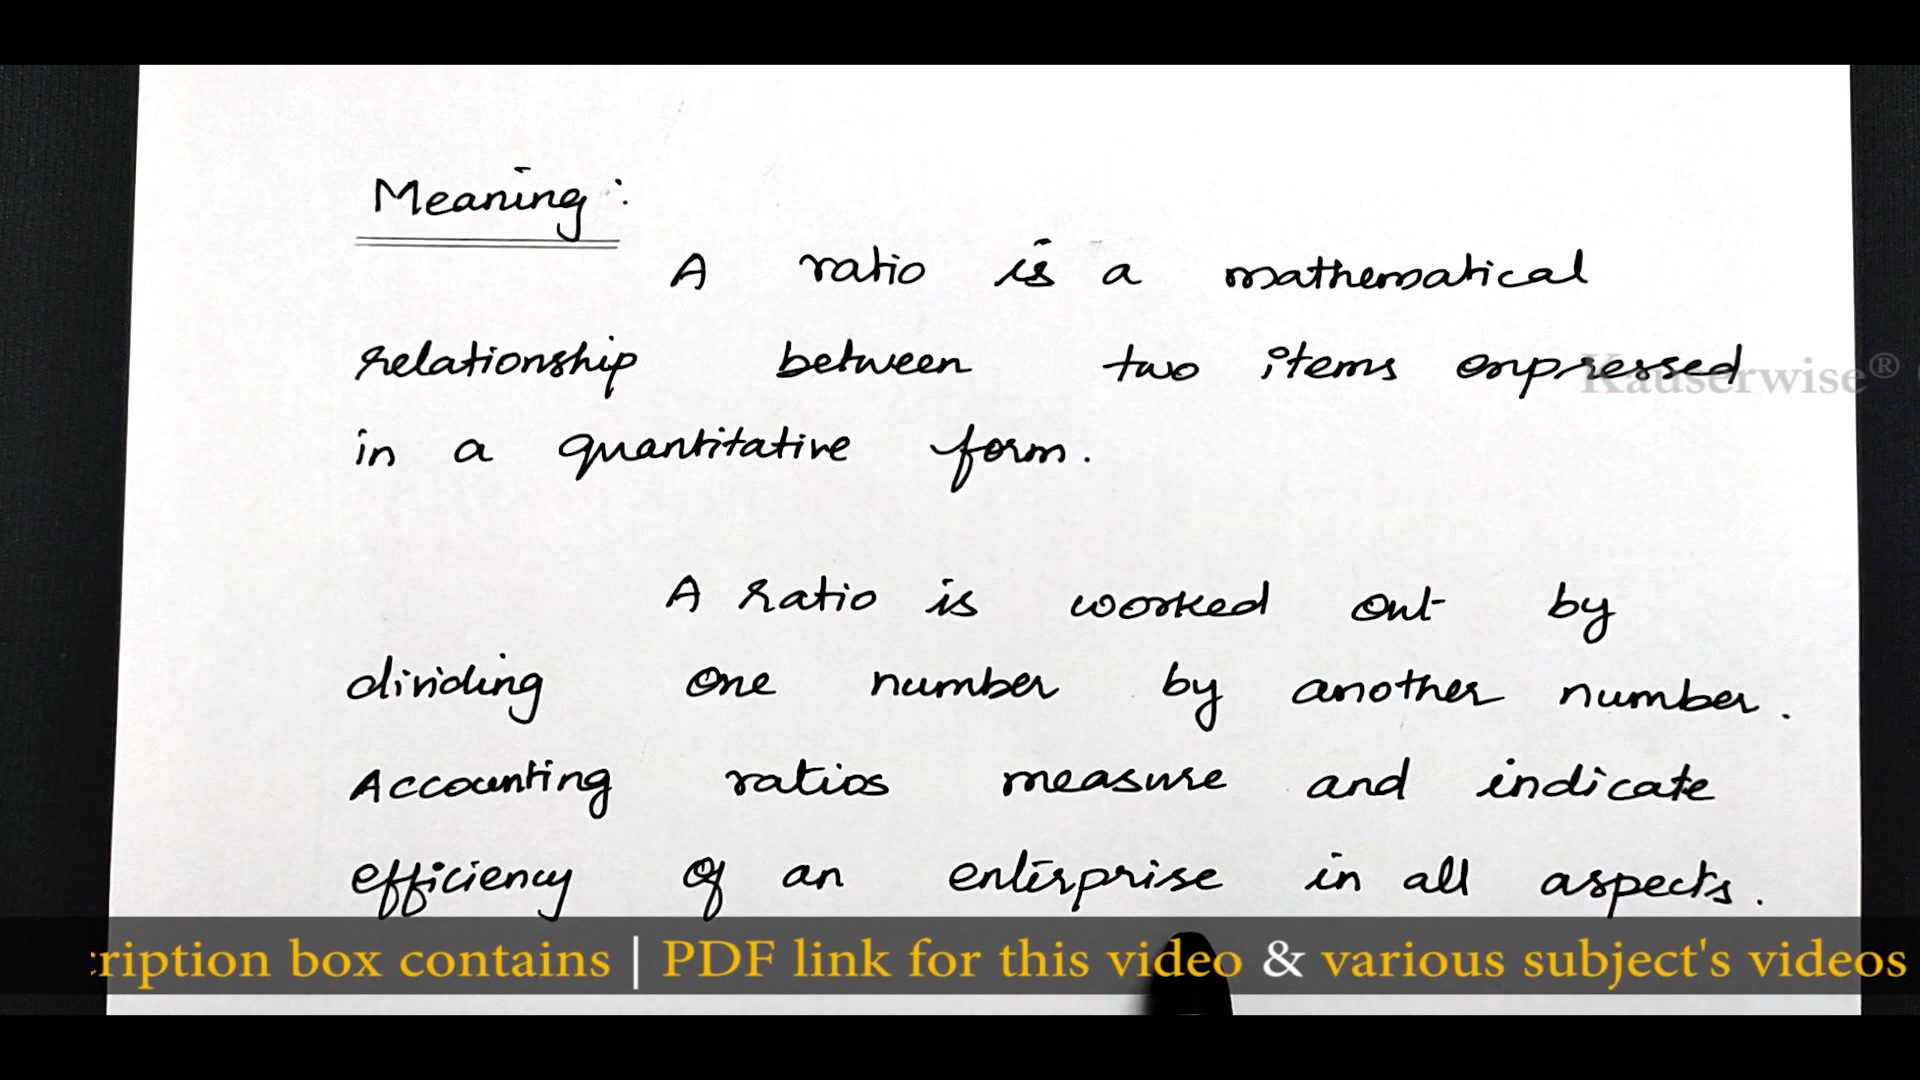 Meaning:
A ratio is a mathematical
relationship between two items expressed
in a quantitative form.
A ratio is worked out by
dividing one number by another number.
Accounting ratios measure and indicate
efficiency of an enterprise in all aspects.
Kauserwise®
cription box contains | PDF link for this video & various subject's videos